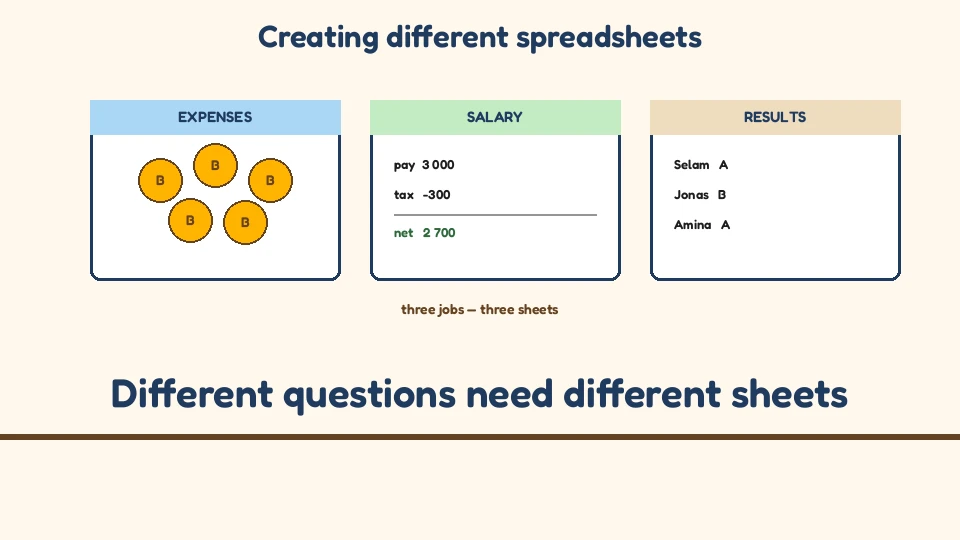 Creating different spreadsheets
EXPENSES
B
B
B
B
B
SALARY
pay 3 000
tax -300
net 2 700
RESULTS
Selam A
Jonas B
Amina A
three jobs — three sheets
Different questions need different sheets